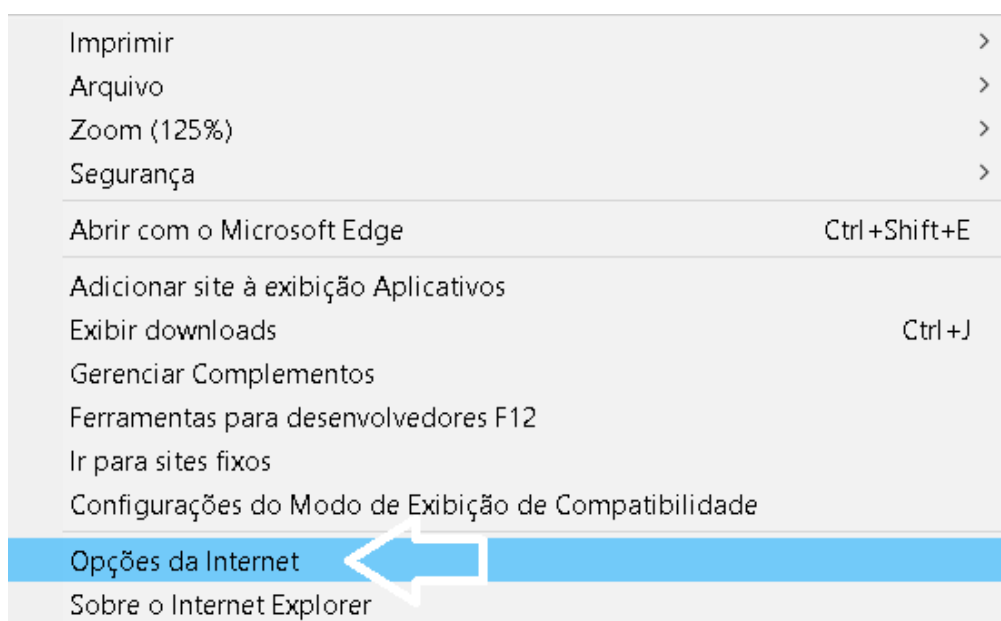 Imprimir
Arquivo
Zoom (125%)
Segurança
Abrir com o Microsoft Edge Ctrl+Shift+E
Adicionar site à exibição Aplicativos
Exibir downloads Ctrl+J
Gerenciar Complementos
Ferramentas para desenvolvedores F12
Ir para sites fixos
Configurações do Modo de Exibição de Compatibilidade
Opções da Internet
Sobre o Internet Explorer